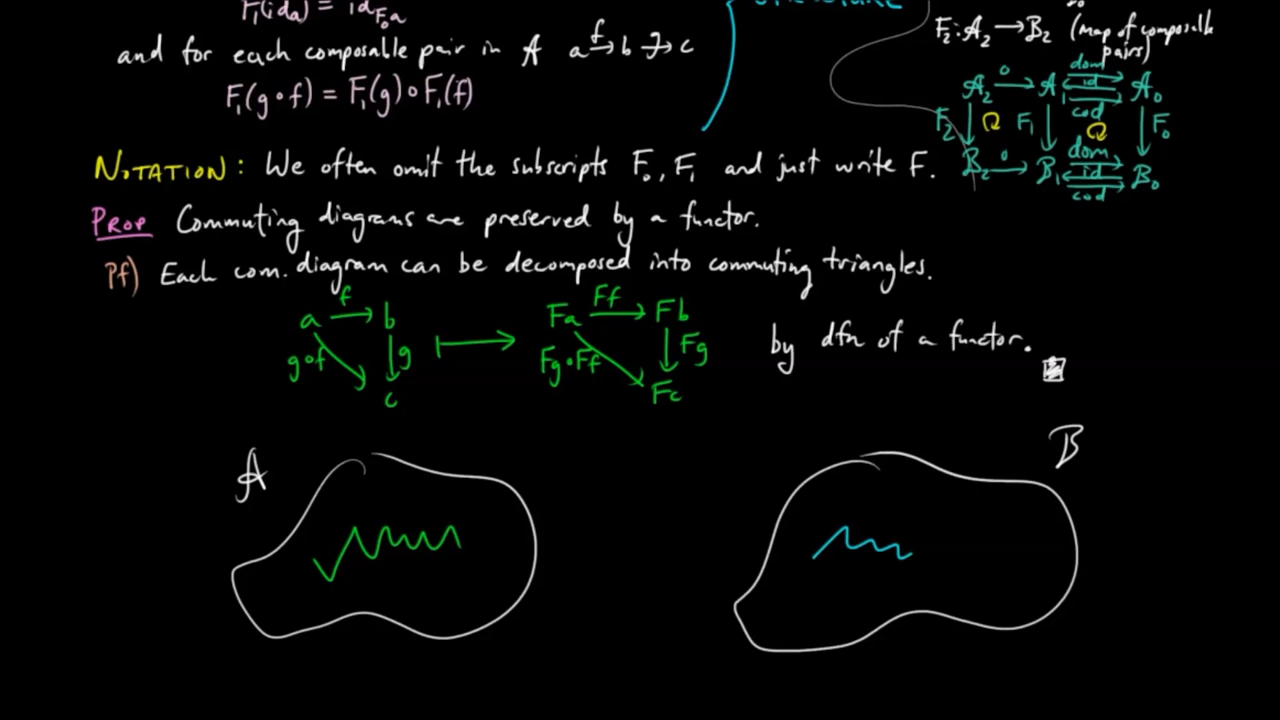 F₁(id_a) = id_{F₀a}
and for each composable pair in A a →f b →g c
F₁(g∘f) = F₁(g)∘F₁(f)
F₂: A₂ → B₂ (map of composable
pairs)
A₂ →∘ A₁ dom id cod A₀
F₂ F₁ F₀
B₂ →∘ B₁ dom id cod B₀
NOTATION: We often omit the subscripts F₀, F₁ and just write F.
PROP Commuting diagrams are preserved by a functor.
Pf) Each com. diagram can be decomposed into commuting triangles.
a →f b ⟼ Fa →Ff Fb
g∘f g Fg∘Ff Fg by dfn of a functor.
c Fc
A B